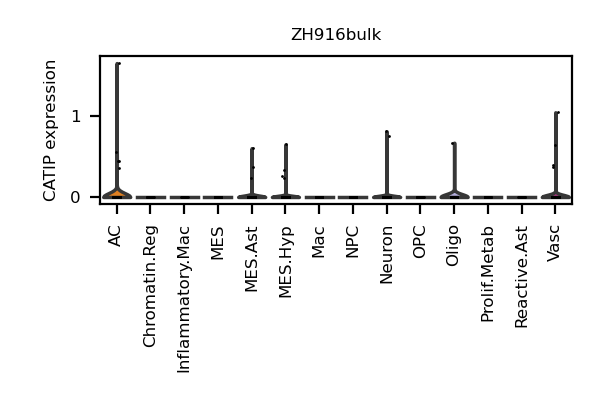 ZH916bulk
CATIP expression
1
0
AC
Chromatin.Reg
Inflammatory.Mac
MES
MES.Ast
MES.Hyp
Mac
NPC
Neuron
OPC
Oligo
Prolif.Metab
Reactive.Ast
Vasc